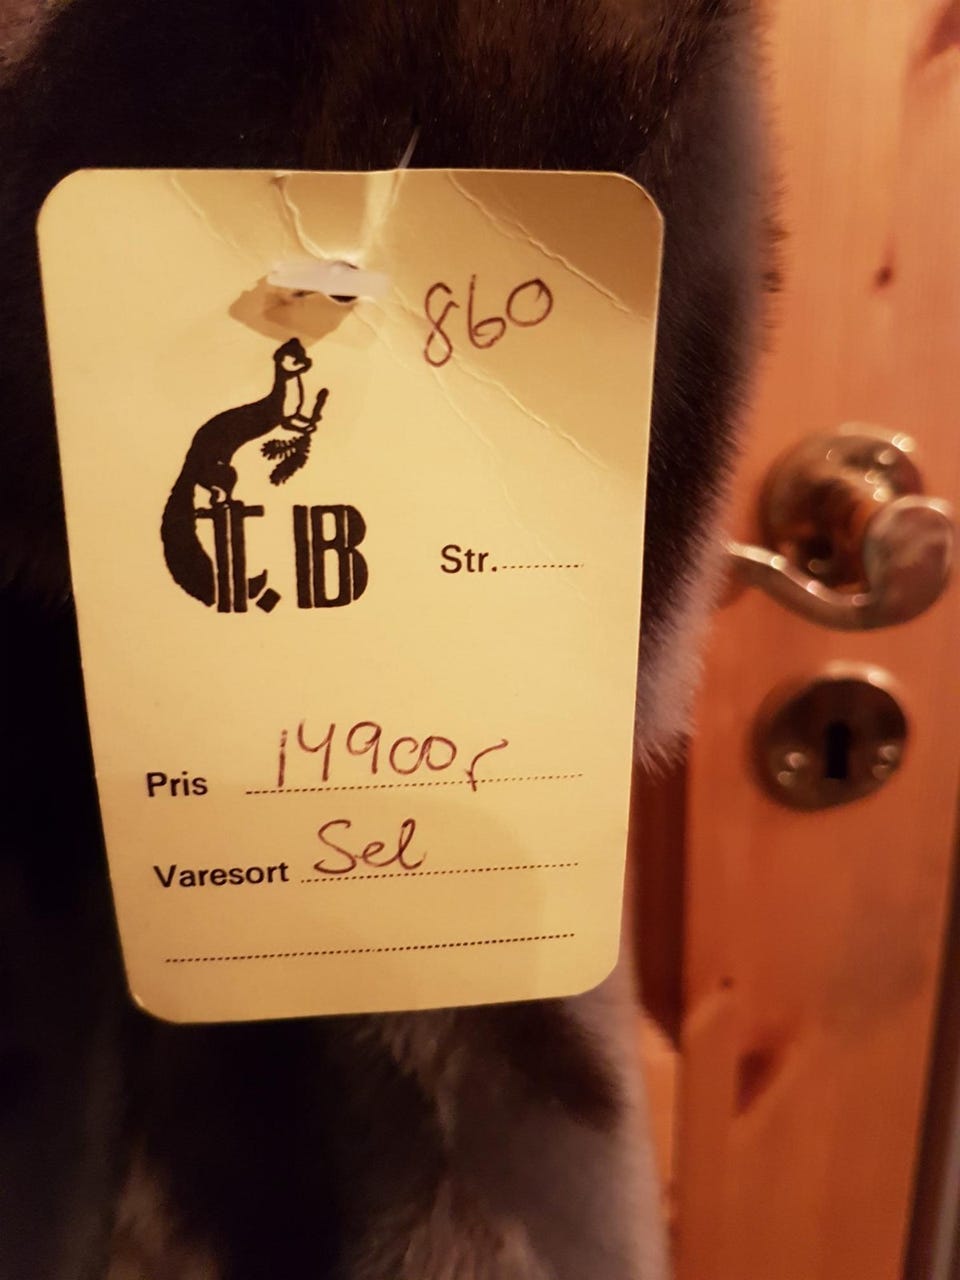 860
T.B
Str.
Pris 14900,-
Varesort Sel